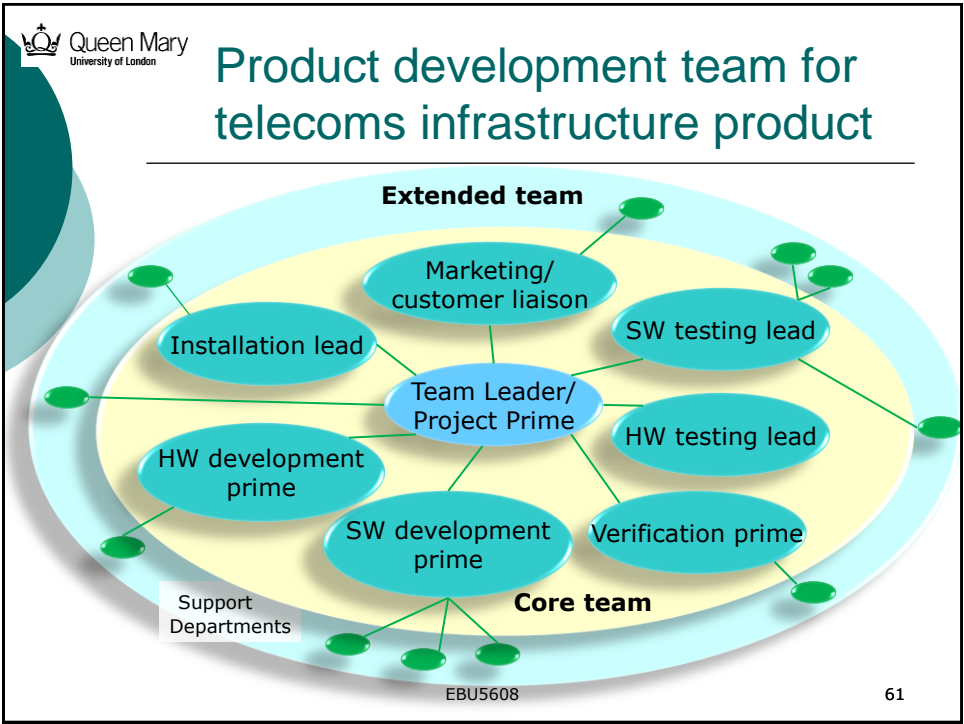 Queen Mary
University of London
Product development team for
telecoms infrastructure product
Extended team
Marketing/
customer liaison
SW testing lead
Installation lead
Team Leader/
Project Prime
HW testing lead
HW development
prime
SW development
prime
Verification prime
Core team
Support
Departments
EBU5608
61